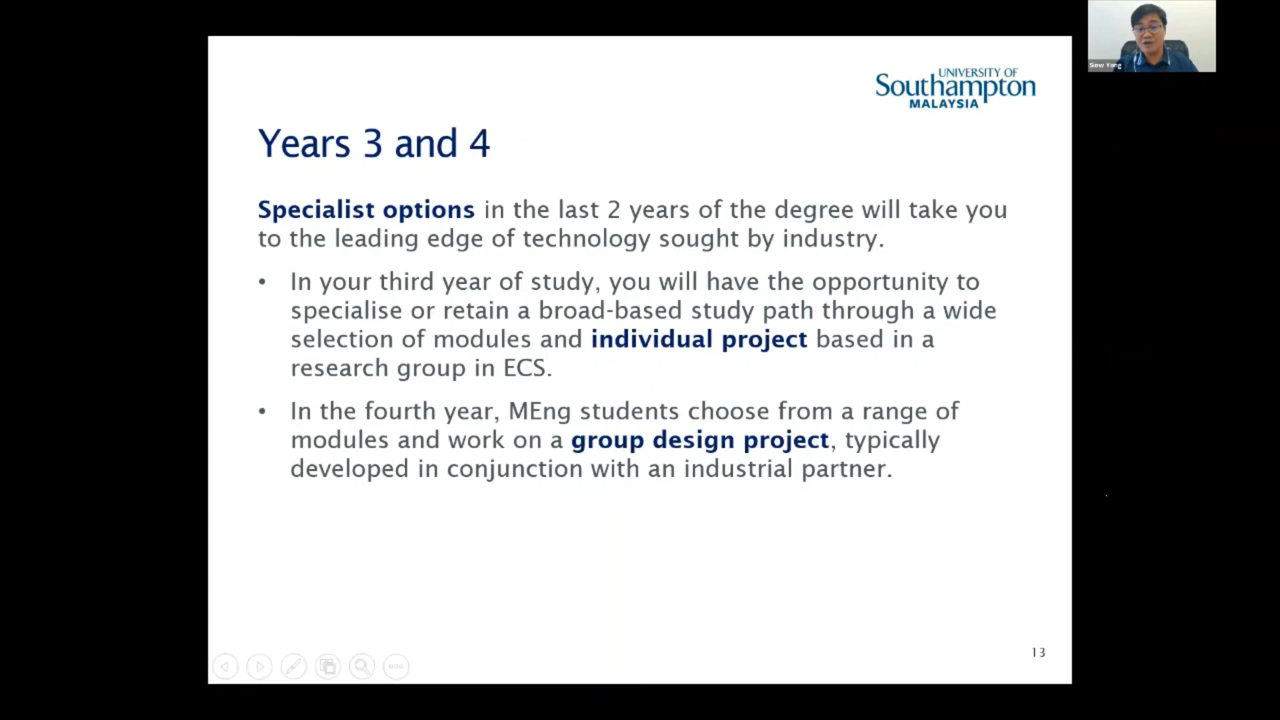 Siew Yong
UNIVERSITY OF
Southampton
MALAYSIA
Years 3 and 4
Specialist options in the last 2 years of the degree will take you
to the leading edge of technology sought by industry.
• In your third year of study, you will have the opportunity to
specialise or retain a broad-based study path through a wide
selection of modules and individual project based in a
research group in ECS.
• In the fourth year, MEng students choose from a range of
modules and work on a group design project, typically
developed in conjunction with an industrial partner.
13